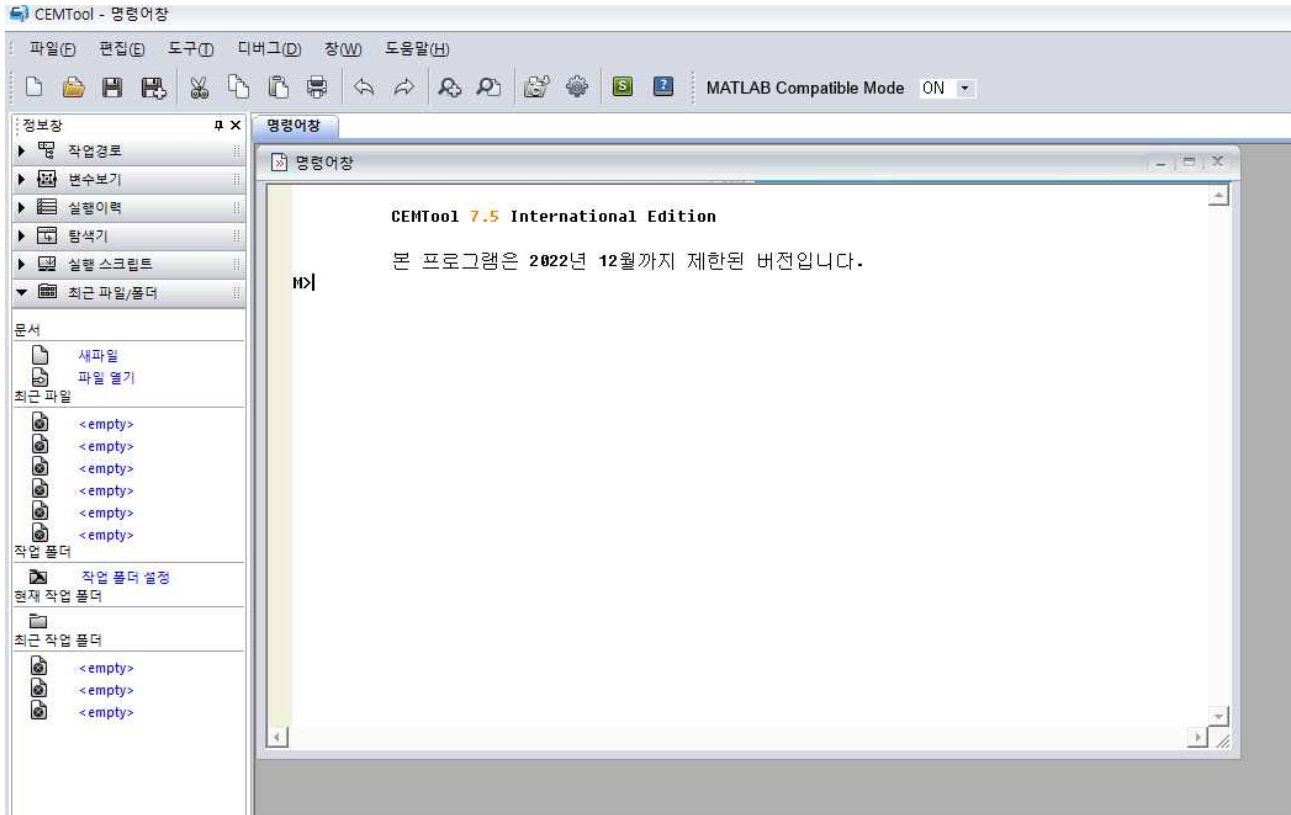 CEMTool - 명령어창
파일(F) 편집(E) 도구(T) 디버그(D) 창(W) 도움말(H)
S ? MATLAB Compatible Mode ON
정보창
작업경로
변수보기
실행이력
탐색기
실행 스크립트
최근 파일/폴더
문서
새파일
파일 열기
최근 파일
<empty>
<empty>
<empty>
<empty>
<empty>
<empty>
작업 폴더
작업 폴더 설정
현재 작업 폴더
최근 작업 폴더
<empty>
<empty>
<empty>
명령어창
명령어창
CEMTool 7.5 International Edition
본 프로그램은 2022년 12월까지 제한된 버전입니다.
M>